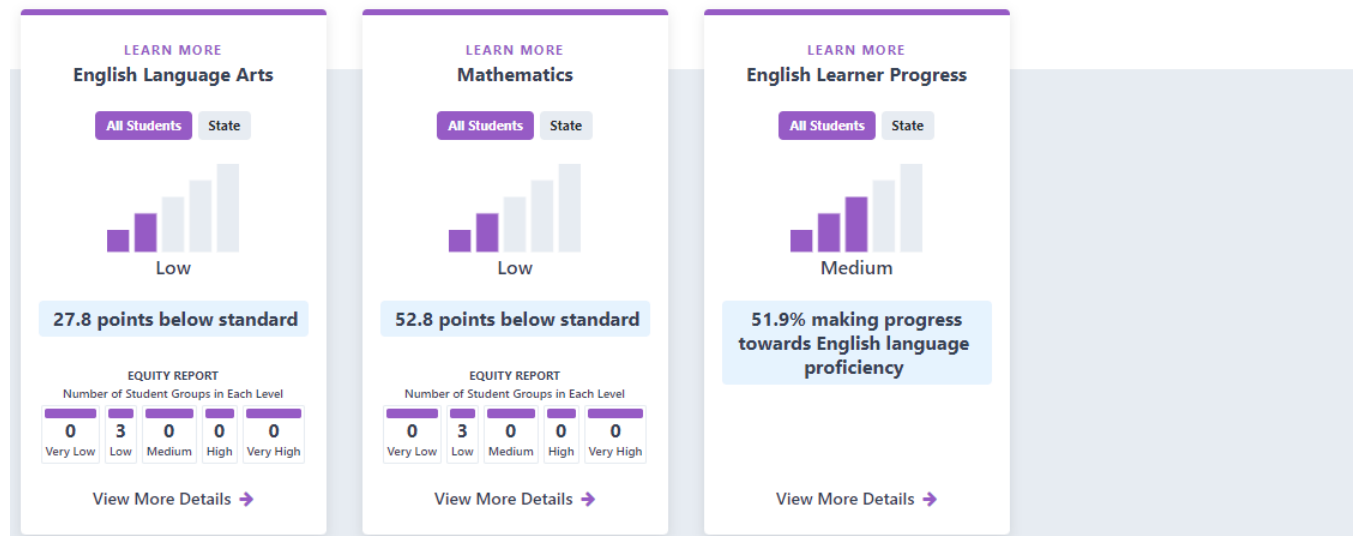 LEARN MORE
English Language Arts
All Students State
Low
27.8 points below standard
EQUITY REPORT
Number of Student Groups in Each Level
0 3 0 0 0
Very Low Low Medium High Very High
View More Details
LEARN MORE
Mathematics
All Students State
Low
52.8 points below standard
EQUITY REPORT
Number of Student Groups in Each Level
0 3 0 0 0
Very Low Low Medium High Very High
View More Details
LEARN MORE
English Learner Progress
All Students State
Medium
51.9% making progress
towards English language
proficiency
View More Details